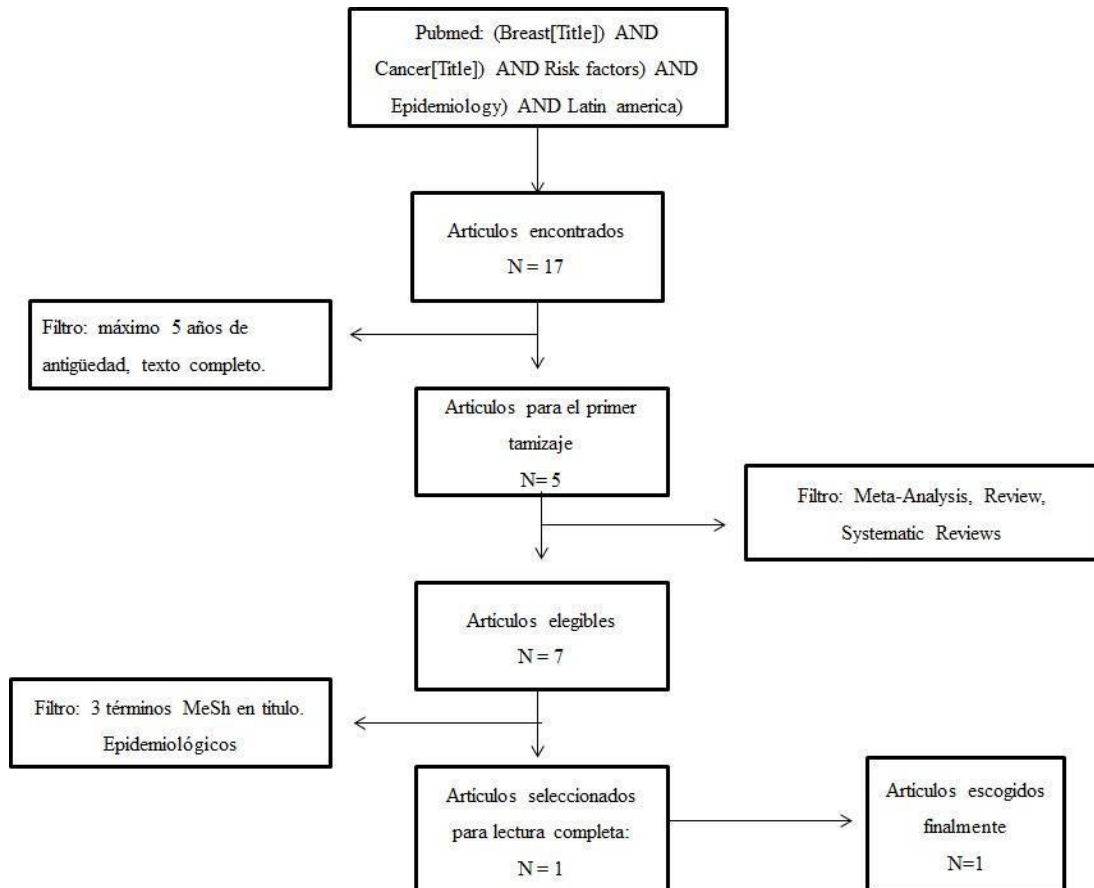 Pubmed: (Breast[Title]) AND
Cancer[Title]) AND Risk factors) AND
Epidemiology) AND Latin america)
Artículos encontrados
N = 17
Filtro: máximo 5 años de
antigüedad, texto completo.
Artículos para el primer
tamizaje
N= 5
Filtro: Meta-Analysis, Review,
Systematic Reviews
Artículos elegibles
N = 7
Filtro: 3 términos MeSh en titulo.
Epidemiológicos
Artículos seleccionados
para lectura completa:
N = 1
Artículos escogidos
finalmente
N=1